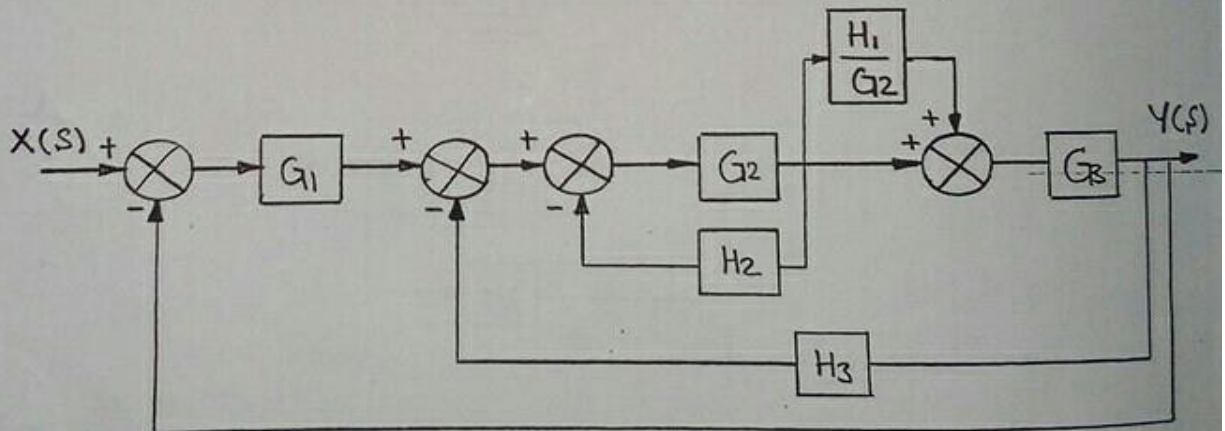 H1
G2
X(S) +
-
G1
+
-
+
-
G2
+
+
G3
Y(S)
H2
H3